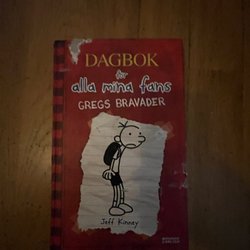 DAGBOK
för
alla mina fans
GREGS BRAVADER
Jeff Kinney